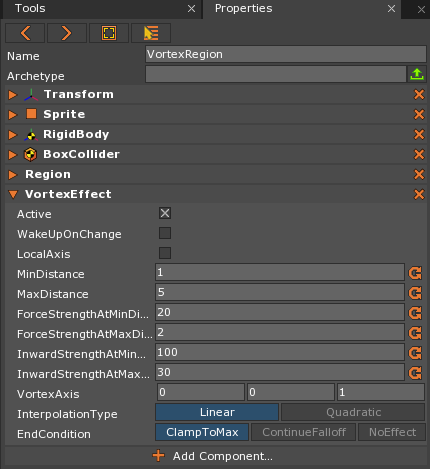 Tools Properties
Name VortexRegion
Archetype
Transform
Sprite
RigidBody
BoxCollider
Region
VortexEffect
Active
WakeUpOnChange
LocalAxis
MinDistance 1
MaxDistance 5
ForceStrengthAtMinDi... 20
ForceStrengthAtMaxDi... 2
InwardStrengthAtMin... 100
InwardStrengthAtMax... 30
VortexAxis 0 0 1
InterpolationType Linear Quadratic
EndCondition ClampToMax ContinueFalloff NoEffect
Add Component...